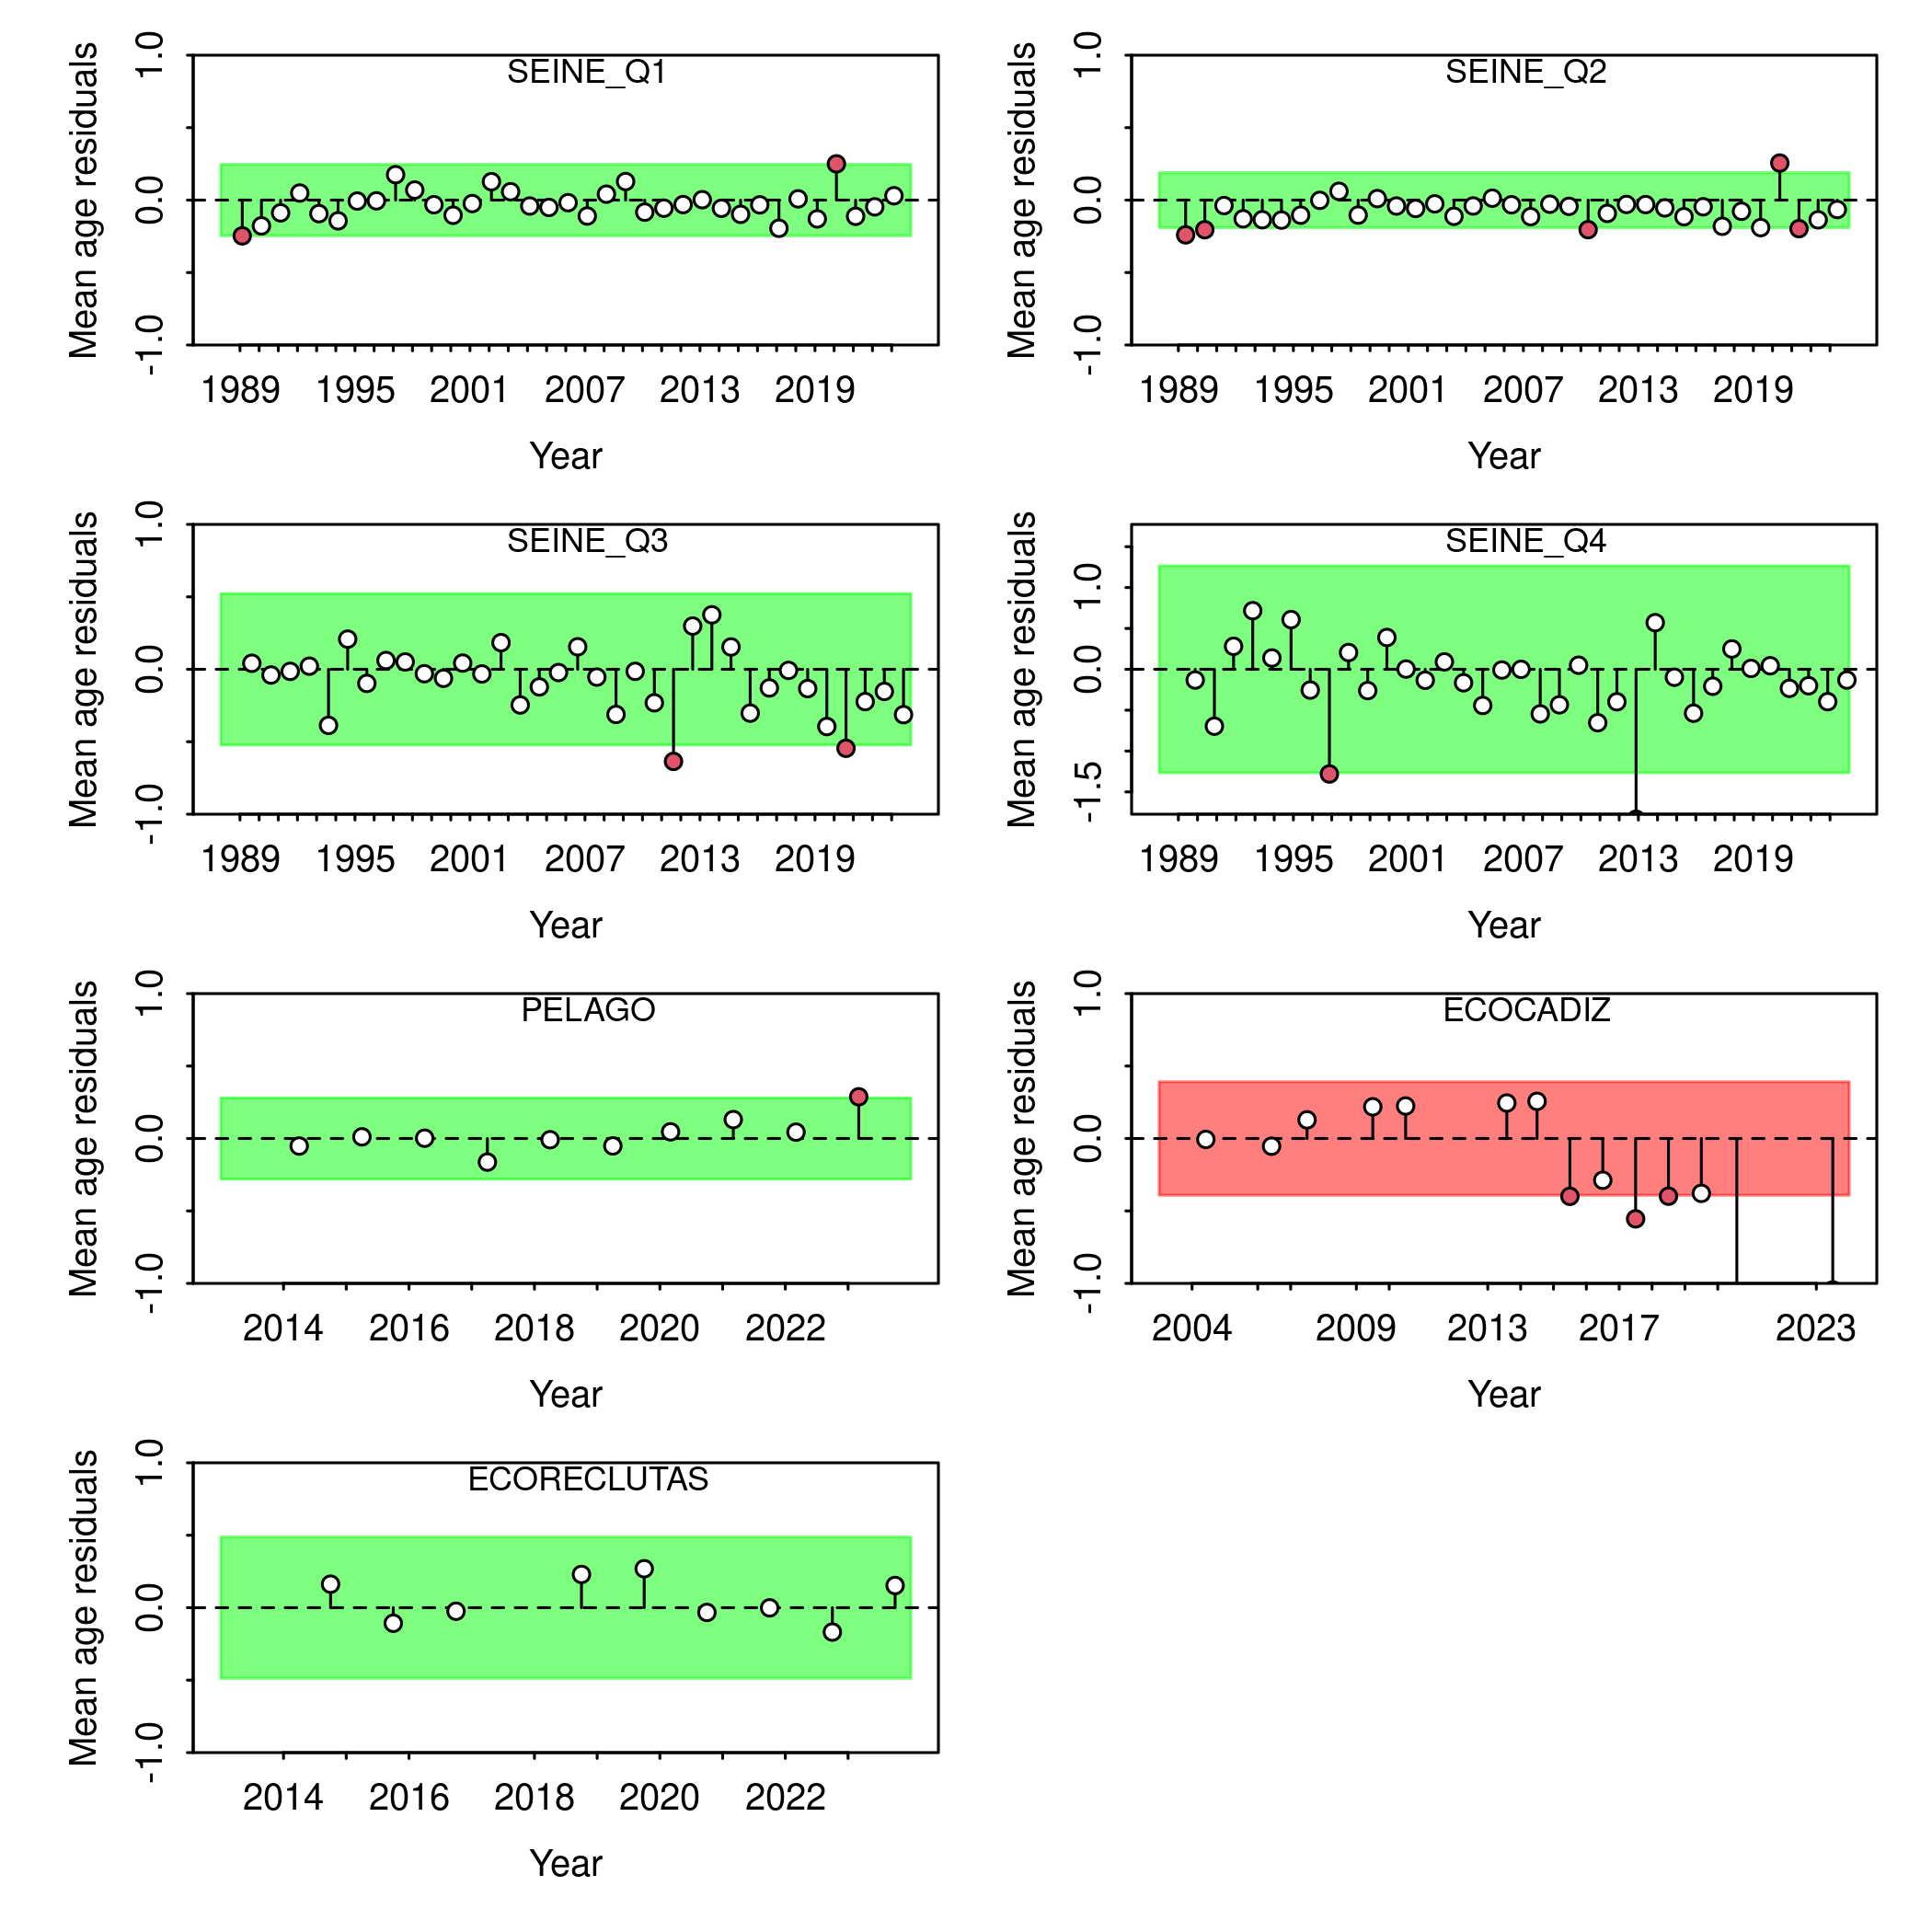 SEINE_Q1
Mean age residuals
1.0
0.0
-1.0
1989 1995 2001 2007 2013 2019
Year
SEINE_Q2
Mean age residuals
1.0
0.0
-1.0
1989 1995 2001 2007 2013 2019
Year
SEINE_Q3
Mean age residuals
1.0
0.0
-1.0
1989 1995 2001 2007 2013 2019
Year
SEINE_Q4
Mean age residuals
1.0
0.0
-1.5
1989 1995 2001 2007 2013 2019
Year
PELAGO
Mean age residuals
1.0
0.0
-1.0
2014 2016 2018 2020 2022
Year
ECOCADIZ
Mean age residuals
1.0
0.0
-1.0
2004 2009 2013 2017 2023
Year
ECORECLUTAS
Mean age residuals
1.0
0.0
-1.0
2014 2016 2018 2020 2022
Year